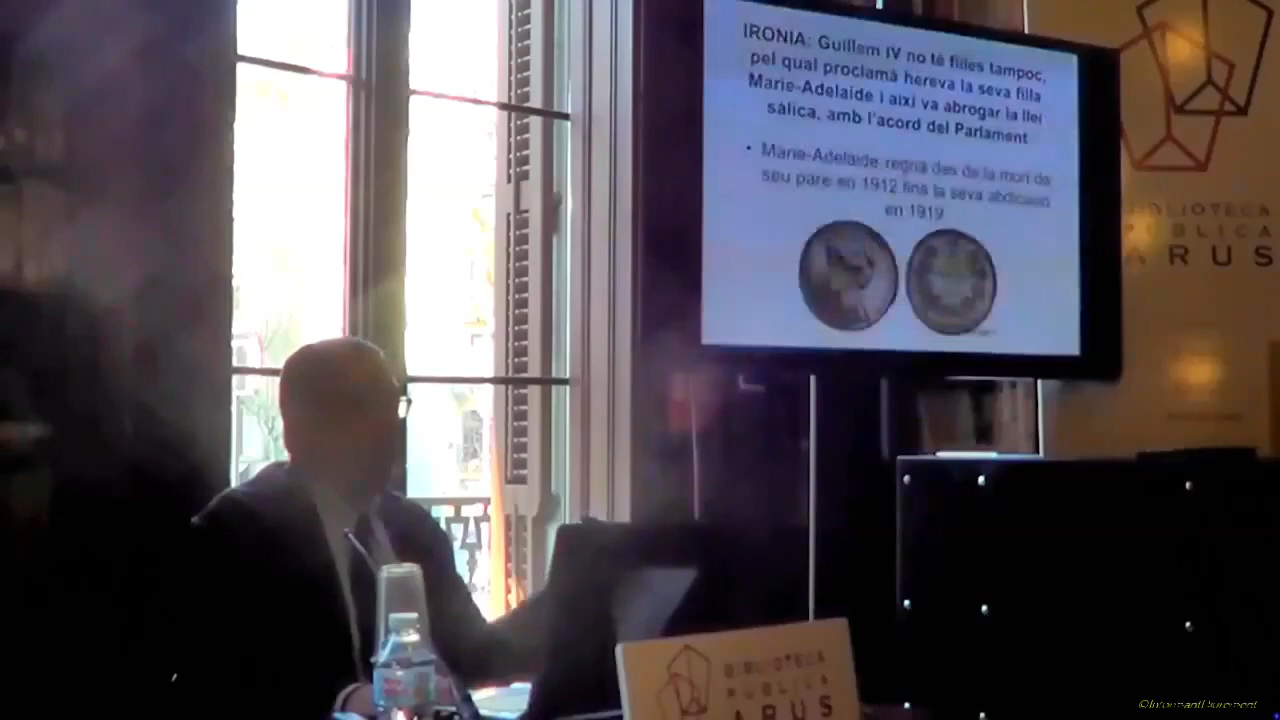 IRONIA: Guillem IV no té filles tampoc,
pel qual proclamà hereva la seva filla
Marie-Adelaide i així va abrogar la llei
sàlica, amb l'acord del Parlament
• Marie-Adelaide regna des de la mort de
seu pare en 1912 fins la seva abdicació
en 1919
BIBLIOTECA
PÚBLICA
ARUS
BIBLIOTECA
PÚBLICA
ARUS